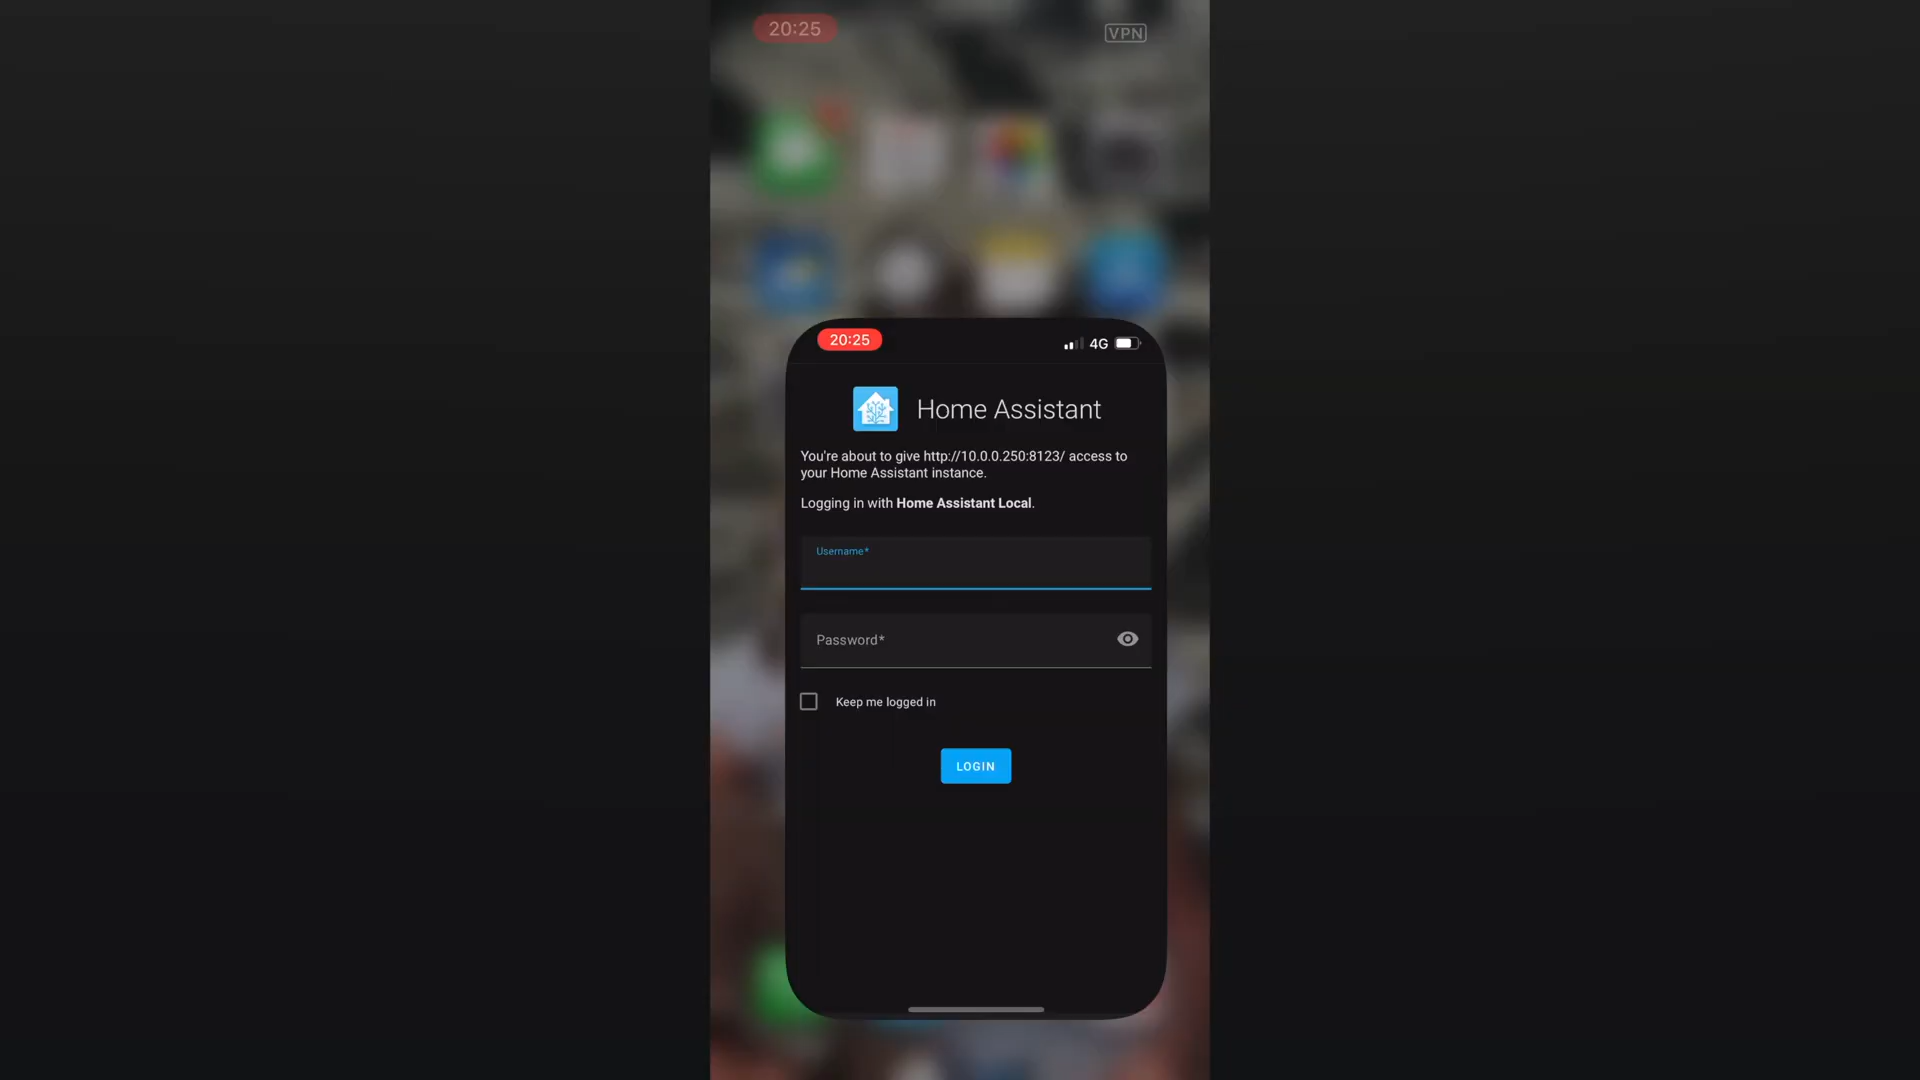 20:25
VPN
20:25
4G
Home Assistant
You're about to give http://10.0.0.250:8123/ access to
your Home Assistant instance.
Logging in with Home Assistant Local.
Username*
Password*
Keep me logged in
LOGIN